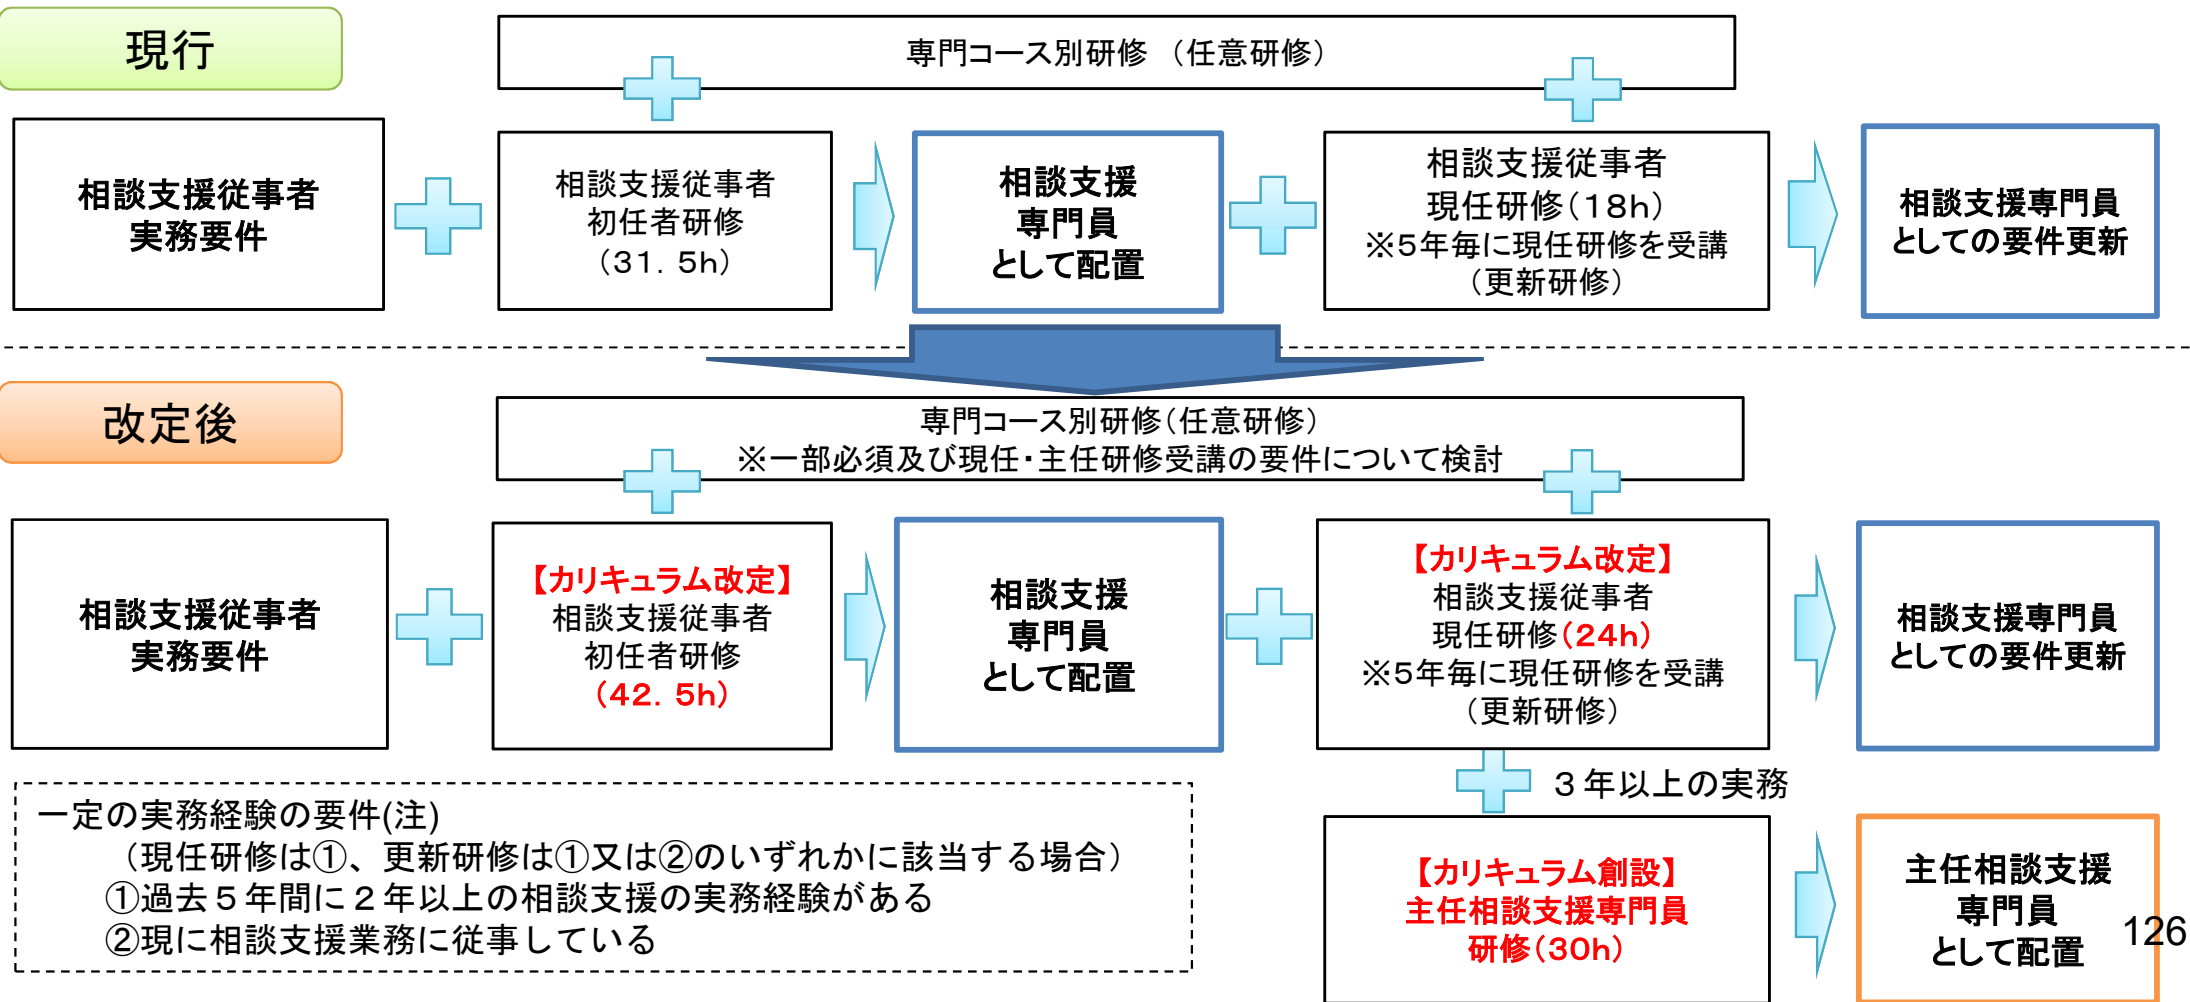 現行
専門コース別研修 （任意研修）
相談支援従事者
実務要件
相談支援従事者
初任者研修
（３１．５ｈ）
相談支援
専門員
として配置
相談支援従事者
現任研修（１８ｈ）
※５年毎に現任研修を受講
（更新研修）
相談支援専門員
としての要件更新
改定後
専門コース別研修（任意研修）
※一部必須及び現任・主任研修受講の要件について検討
相談支援従事者
実務要件
【カリキュラム改定】
相談支援従事者
初任者研修
（４２．５ｈ）
相談支援
専門員
として配置
【カリキュラム改定】
相談支援従事者
現任研修（２４ｈ）
※５年毎に現任研修を受講
（更新研修）
相談支援専門員
としての要件更新
３年以上の実務
一定の実務経験の要件(注)
（現任研修は①、更新研修は①又は②のいずれかに該当する場合）
①過去５年間に２年以上の相談支援の実務経験がある
②現に相談支援業務に従事している
【カリキュラム創設】
主任相談支援専門員
研修（３０ｈ）
主任相談支援
専門員
として配置
126